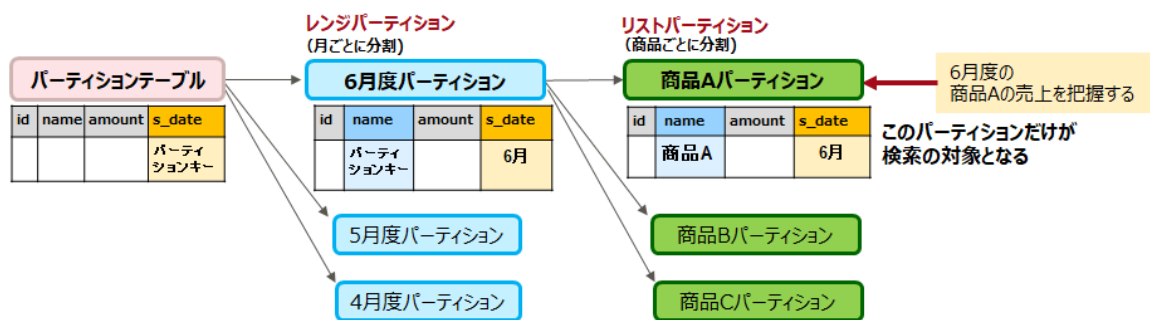 レンジパーティション
(月ごとに分割)
リストパーティション
(商品ごとに分割)
パーティションテーブル
6月度パーティション
商品Aパーティション
6月度の
商品Aの売上を把握する
id name amount s_date
パーティ
ションキー
id name amount s_date
パーティ
ションキー
6月
id name amount s_date
商品A
6月
このパーティションだけが
検索の対象となる
5月度パーティション
商品Bパーティション
4月度パーティション
商品Cパーティション